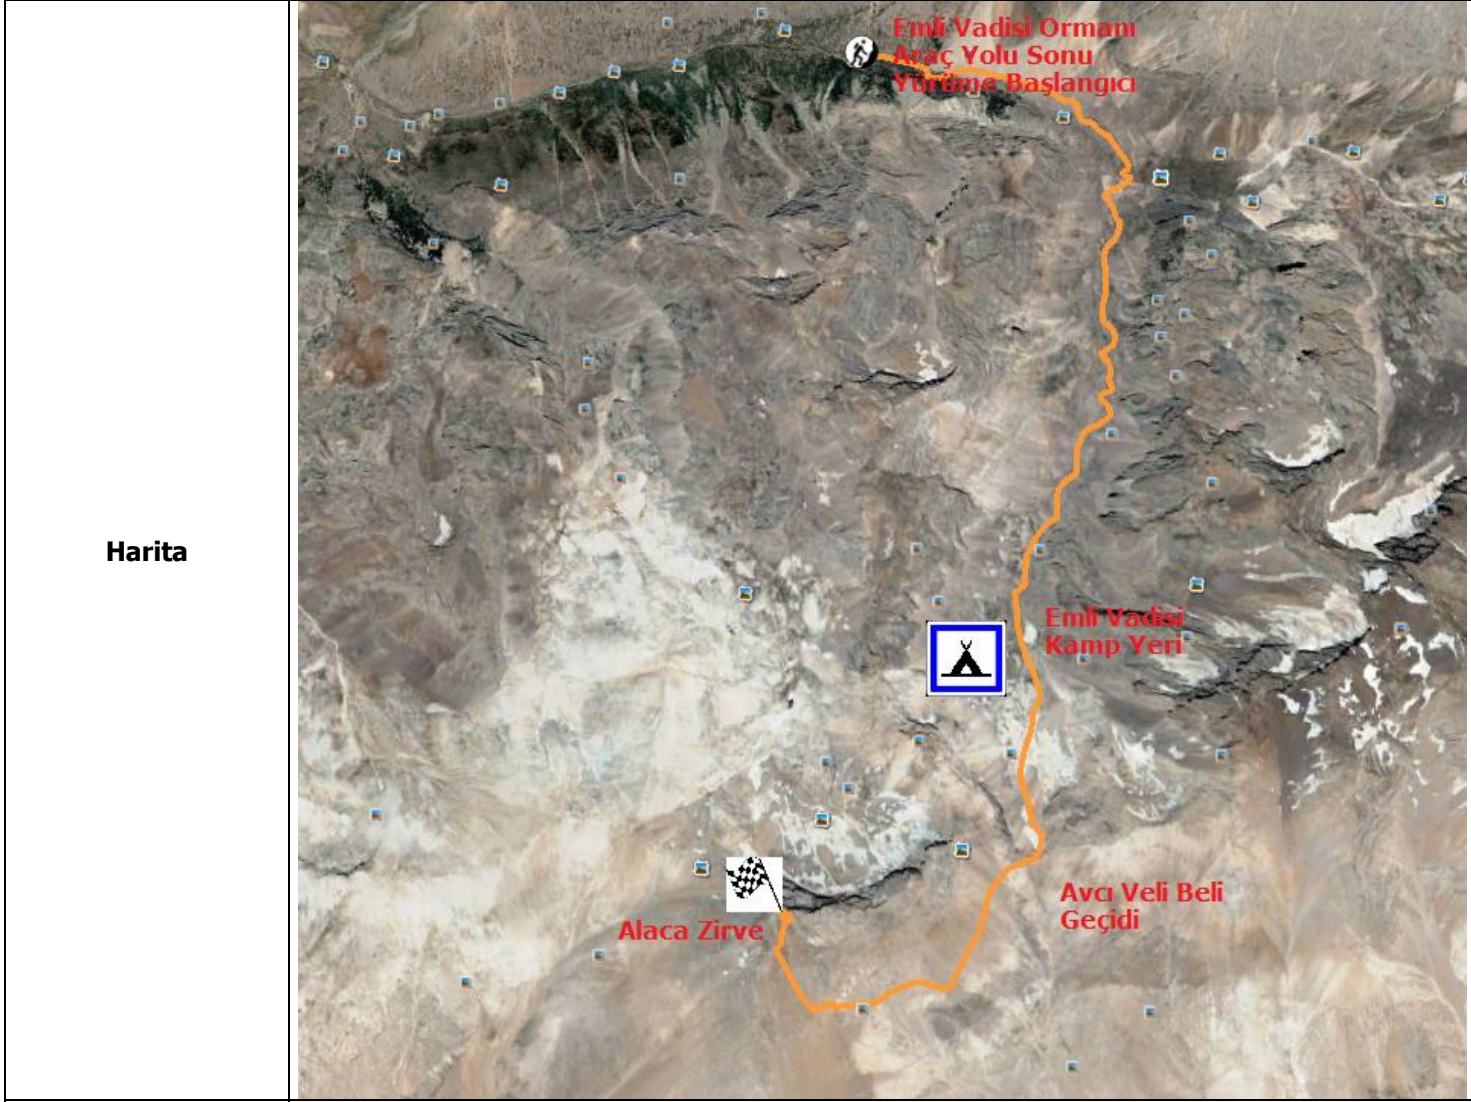 Harita
Emli Vadisi Ormanı
Araç Yolu Sonu
Yürüme Başlangıcı
Emli Vadisi
Kamp Yeri
Avcı Veli Beli
Geçidi
Alaca Zirve